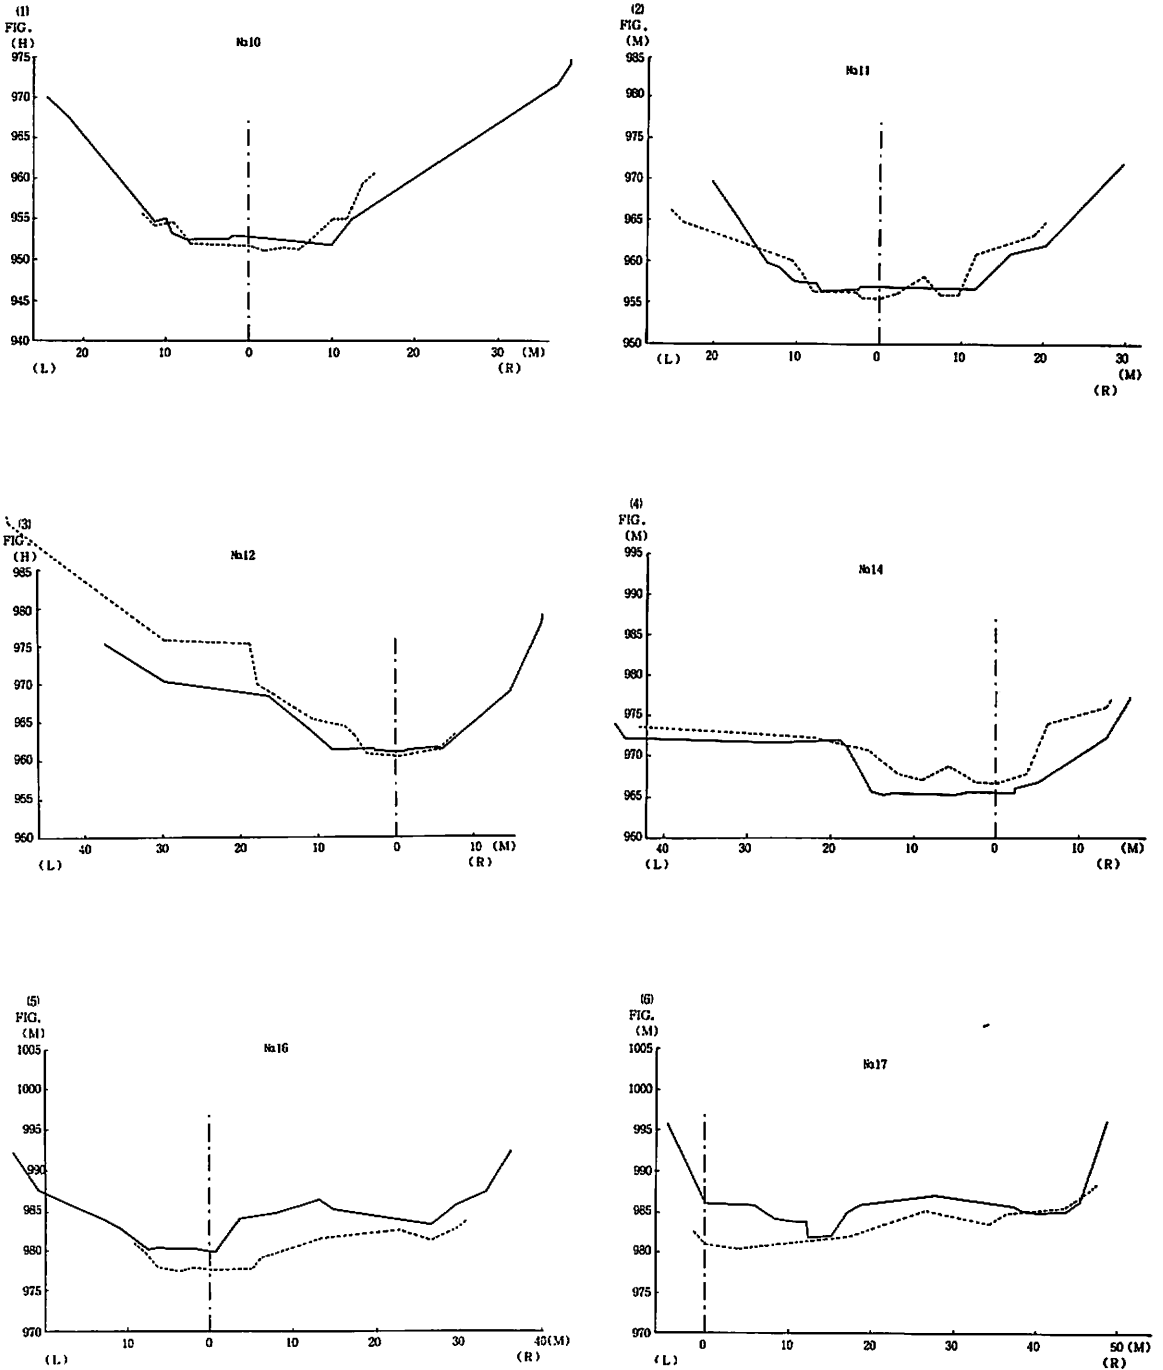 (1)
FIG.
(H)
No10
975
970
965
960
955
950
945
940
20 10 0 10 20 30 (M)
(L) (R)
(2)
FIG.
(M)
No11
985
980
975
970
965
960
955
950
(L) 20 10 0 10 20 30
(M)
(R)
(3)
FIG.
(H)
No12
985
980
975
970
965
960
955
960
40 30 20 10 0 10 (M)
(L) (R)
(4)
FIG.
(M)
No14
995
990
985
980
975
970
965
960
40 30 20 10 0 10 (M)
(L) (R)
(5)
FIG.
(M)
No16
1005
1000
995
990
985
980
975
970
10 0 10 20 30 40(M)
(L) (R)
(6)
FIG.
(M)
No17
1005
1000
995
990
985
980
975
970
0 10 20 30 40 50(M)
(L) (R)